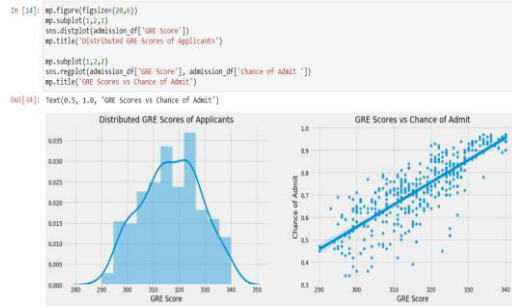 In [14]: mp.figure(figsize=(20,6))
mp.subplot(1,2,1)
sns.distplot(admission_df['GRE Score'])
mp.title('Distributed GRE Scores of Applicants')
mp.subplot(1,2,2)
sns.regplot(admission_df['GRE Score'], admission_df['Chance of Admit '])
mp.title('GRE Scores vs Chance of Admit')
Out[14]: Text(0.5, 1.0, 'GRE Scores vs Chance of Admit')
Distributed GRE Scores of Applicants
0.035
0.030
0.025
0.020
0.015
0.010
0.005
0.000
280 290 300 310 320 330 340 350
GRE Score
GRE Scores vs Chance of Admit
Chance of Admit
1.0
0.9
0.8
0.7
0.6
0.5
0.4
0.3
290 300 310 320 330 340
GRE Score